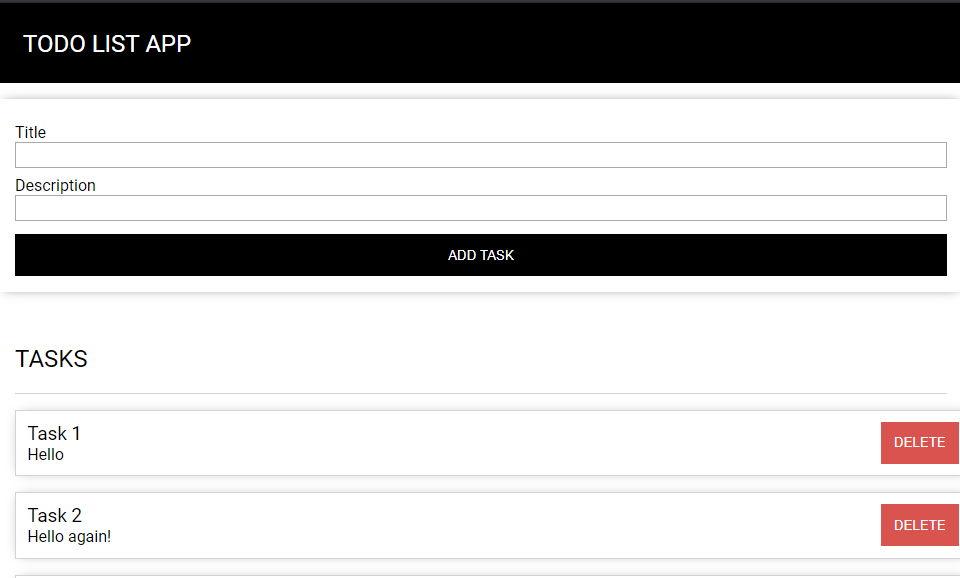 TODO LIST APP
Title
Description
ADD TASK
TASKS
Task 1
Hello
DELETE
Task 2
Hello again!
DELETE